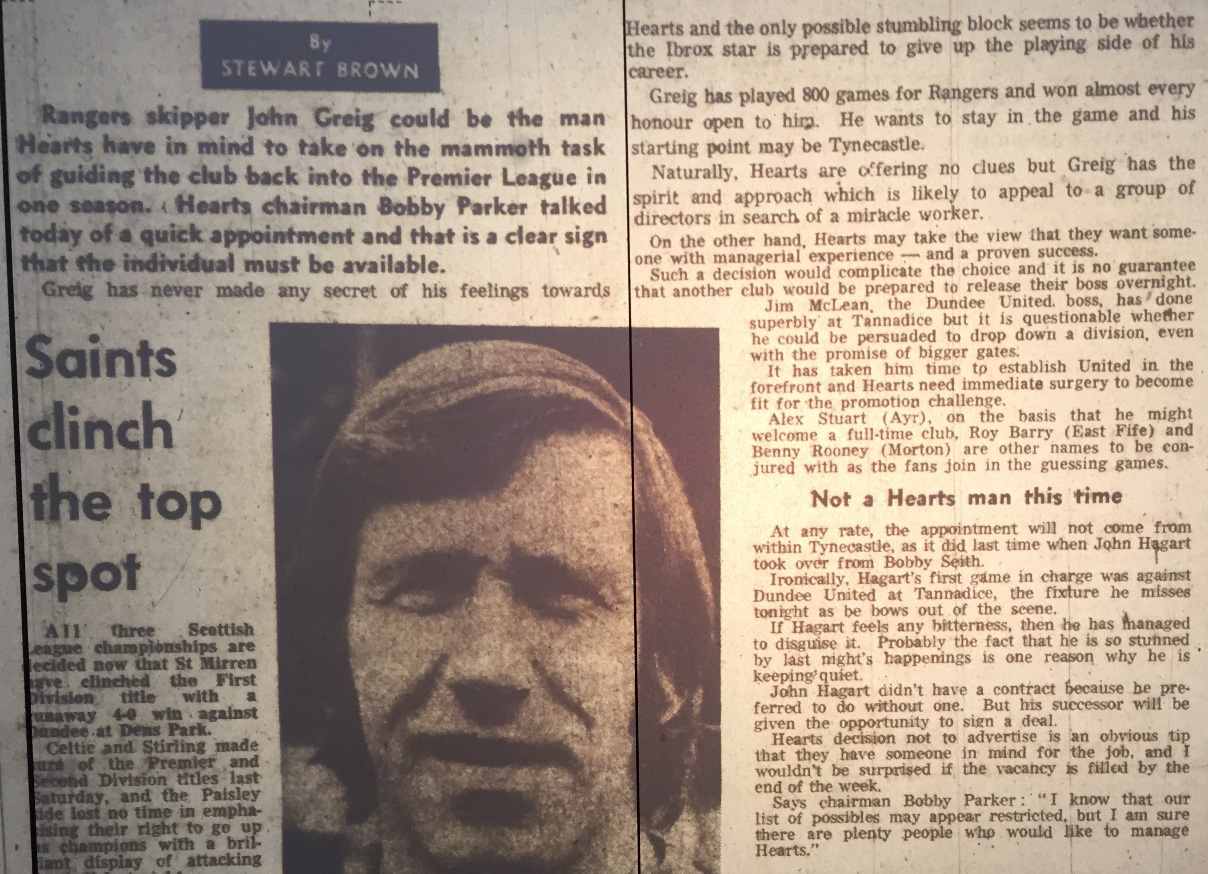 By
STEWART BROWN
Rangers skipper John Greig could be the man
Hearts have in mind to take on the mammoth task
of guiding the club back into the Premier League in
one season. Hearts chairman Bobby Parker talked
today of a quick appointment and that is a clear sign
that the individual must be available.
Greig has never made any secret of his feelings towards
Hearts and the only possible stumbling block seems to be whether
the Ibrox star is prepared to give up the playing side of his
career.
Greig has played 800 games for Rangers and won almost every
honour open to him. He wants to stay in the game and his
starting point may be Tynecastle.
Naturally, Hearts are offering no clues but Greig has the
spirit and approach which is likely to appeal to a group of
directors in search of a miracle worker.
On the other hand, Hearts may take the view that they want some-
one with managerial experience — and a proven success.
Such a decision would complicate the choice and it is no guarantee
that another club would be prepared to release their boss overnight.
Jim McLean, the Dundee United boss, has done
superbly at Tannadice but it is questionable whether
he could be persuaded to drop down a division, even
with the promise of bigger gates.
It has taken him time to establish United in the
forefront and Hearts need immediate surgery to become
fit for the promotion challenge.
Alex Stuart (Ayr), on the basis that he might
welcome a full-time club, Roy Barry (East Fife) and
Benny Rooney (Morton) are other names to be con-
jured with as the fans join in the guessing games.
Not a Hearts man this time
At any rate, the appointment will not come from
within Tynecastle, as it did last time when John Hagart
took over from Bobby Seith.
Ironically, Hagart's first game in charge was against
Dundee United at Tannadice, the fixture he misses
tonight as be bows out of the scene.
If Hagart feels any bitterness, then he has managed
to disguise it. Probably the fact that he is so stunned
by last night's happenings is one reason why he is
keeping quiet.
John Hagart didn't have a contract because he pre-
ferred to do without one. But his successor will be
given the opportunity to sign a deal.
Hearts decision not to advertise is an obvious tip
that they have someone in mind for the job, and I
wouldn't be surprised if the vacancy is filled by the
end of the week.
Says chairman Bobby Parker: "I know that our
list of possibles may appear restricted, but I am sure
there are plenty people who would like to manage
Hearts."
Saints
clinch
the top
spot
All three Scottish
league championships are
ecided now that St Mirren
ave clinched the First
Division title with a
runaway 4-0 win against
Dundee at Dens Park.
Celtic and Stirling made
ure of the Premier and
Second Division titles last
Saturday, and the Paisley
ide lost no time in empha-
ising their right to go up
s champions with a bril-
iant display of attacking